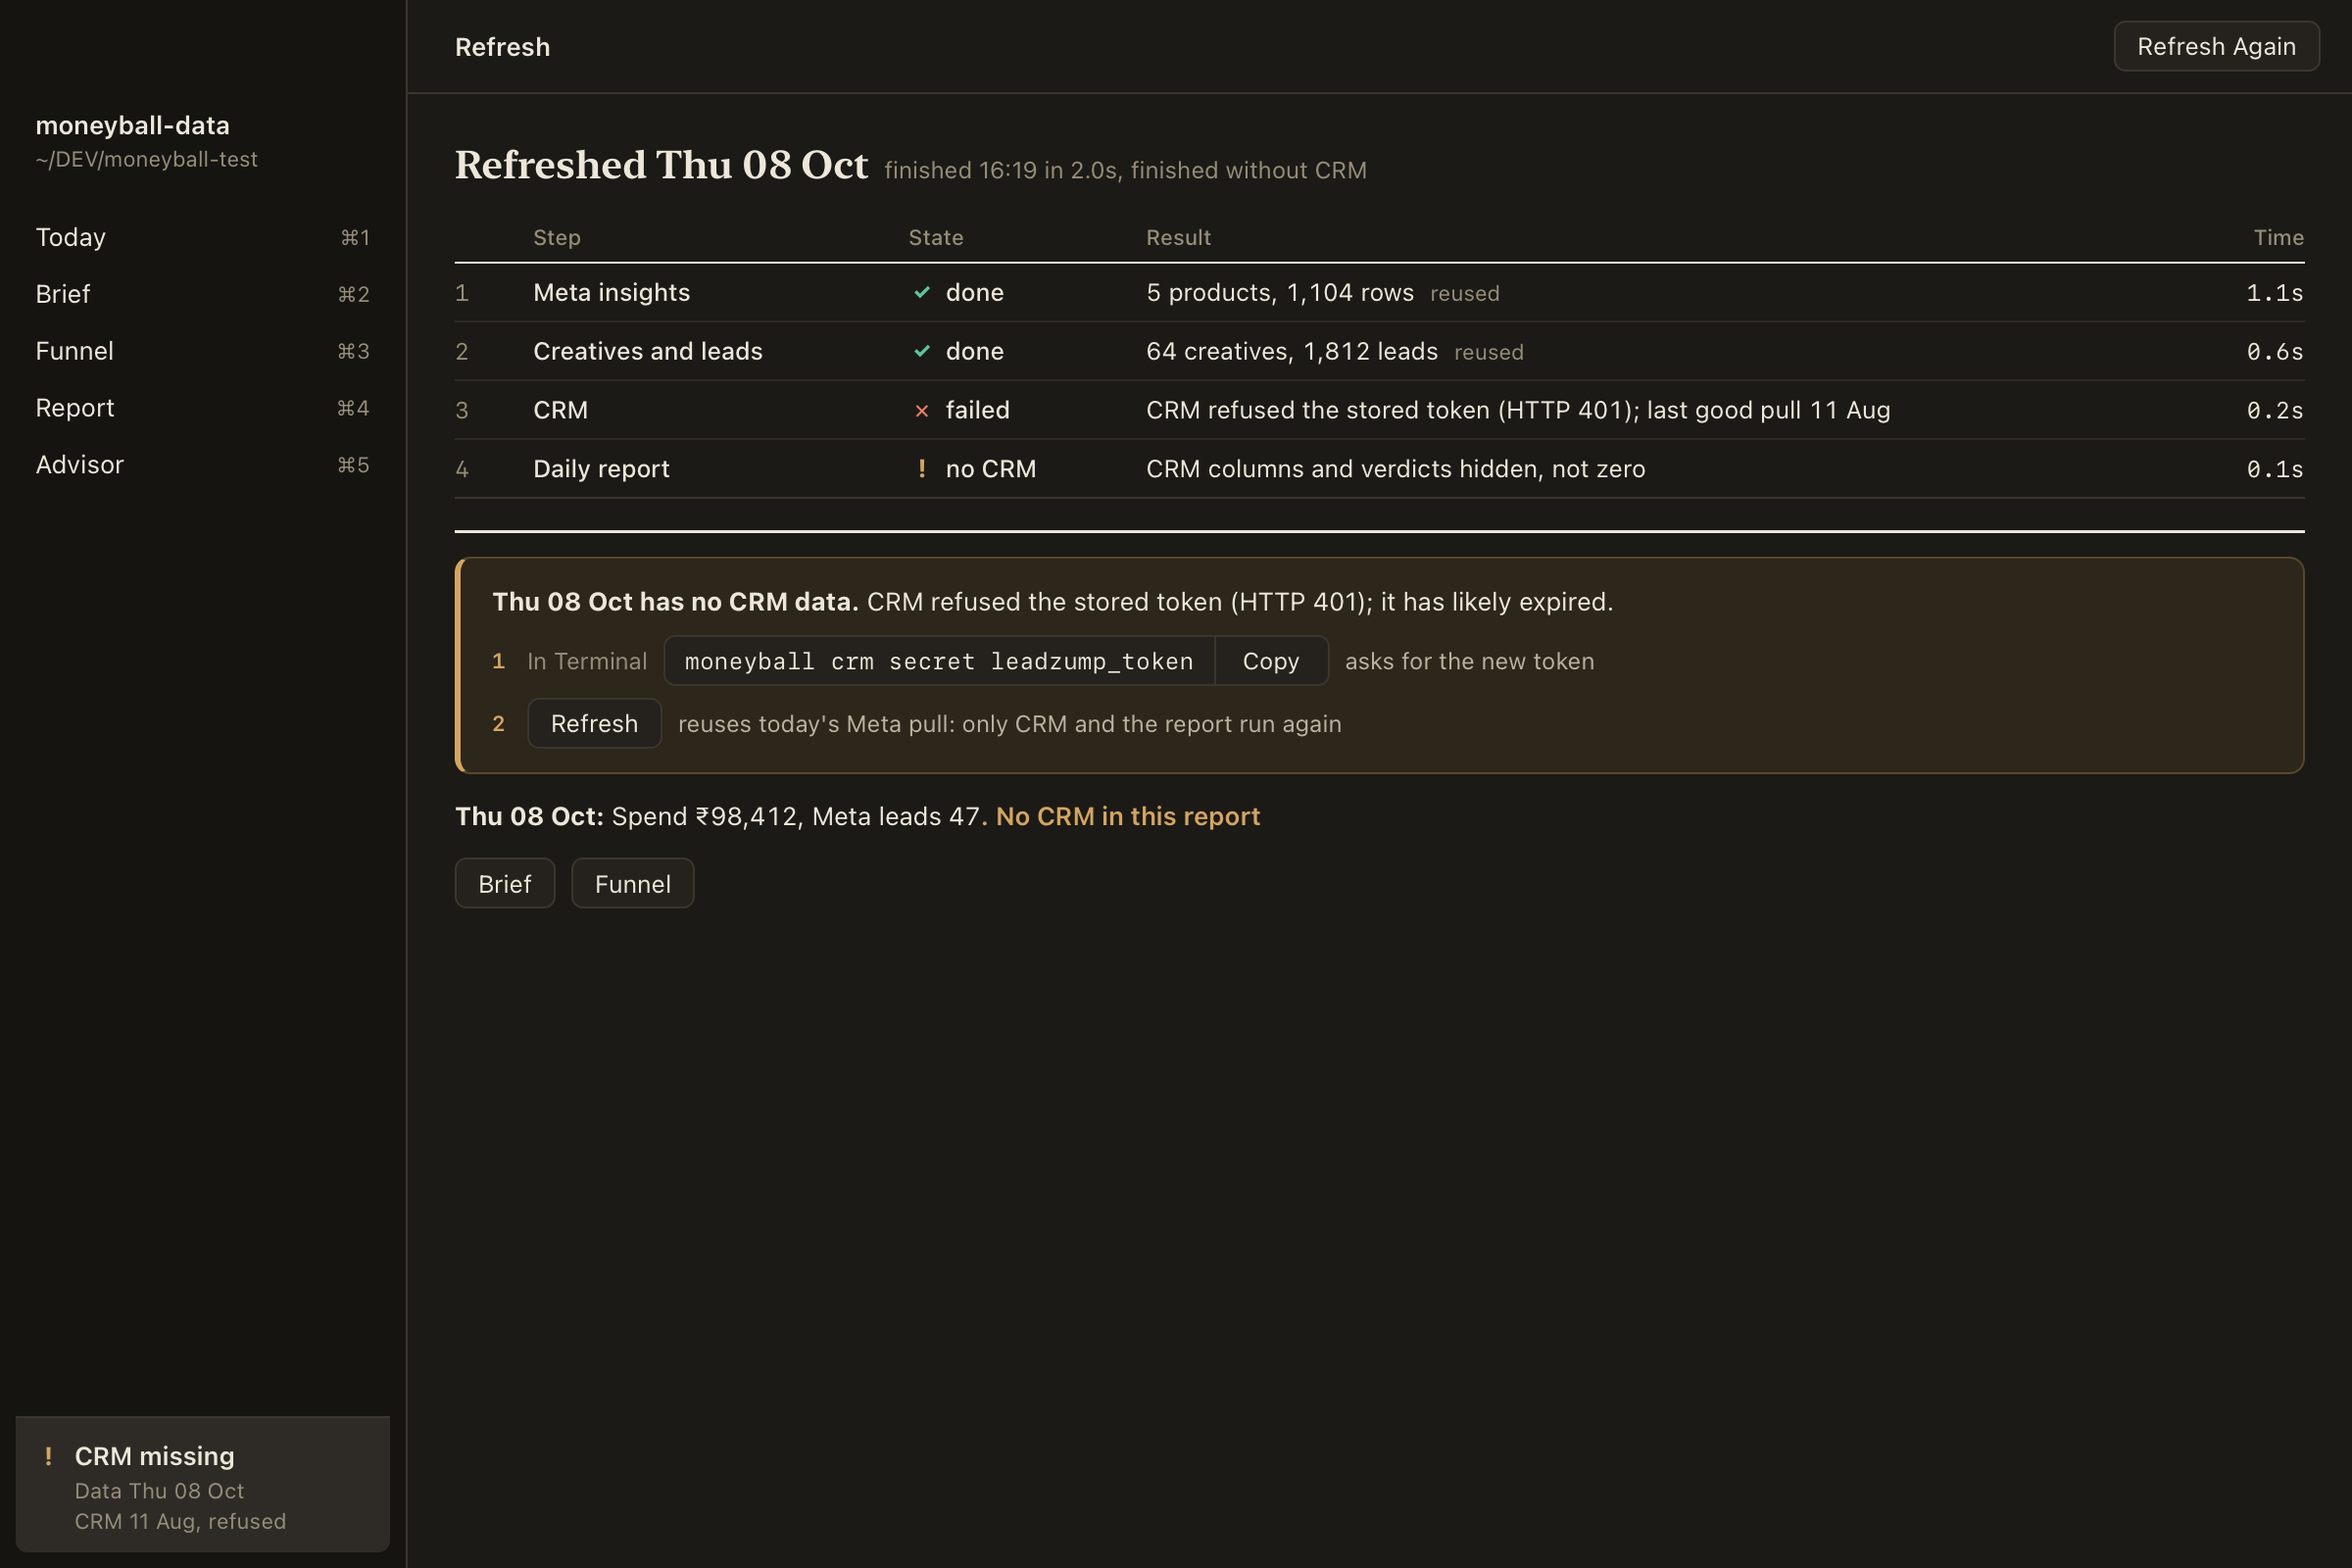 Refresh
Refresh Again
moneyball-data
~/DEV/moneyball-test
Today ⌘1
Brief ⌘2
Funnel ⌘3
Report ⌘4
Advisor ⌘5
Refreshed Thu 08 Oct finished 16:19 in 2.0s, finished without CRM
Step State Result Time
1 Meta insights ✓ done 5 products, 1,104 rows reused 1.1s
2 Creatives and leads ✓ done 64 creatives, 1,812 leads reused 0.6s
3 CRM × failed CRM refused the stored token (HTTP 401); last good pull 11 Aug 0.2s
4 Daily report ! no CRM CRM columns and verdicts hidden, not zero 0.1s
Thu 08 Oct has no CRM data. CRM refused the stored token (HTTP 401); it has likely expired.
1 In Terminal moneyball crm secret leadzump_token Copy asks for the new token
2 Refresh reuses today's Meta pull: only CRM and the report run again
Thu 08 Oct: Spend ₹98,412, Meta leads 47. No CRM in this report
Brief Funnel
! CRM missing
Data Thu 08 Oct
CRM 11 Aug, refused